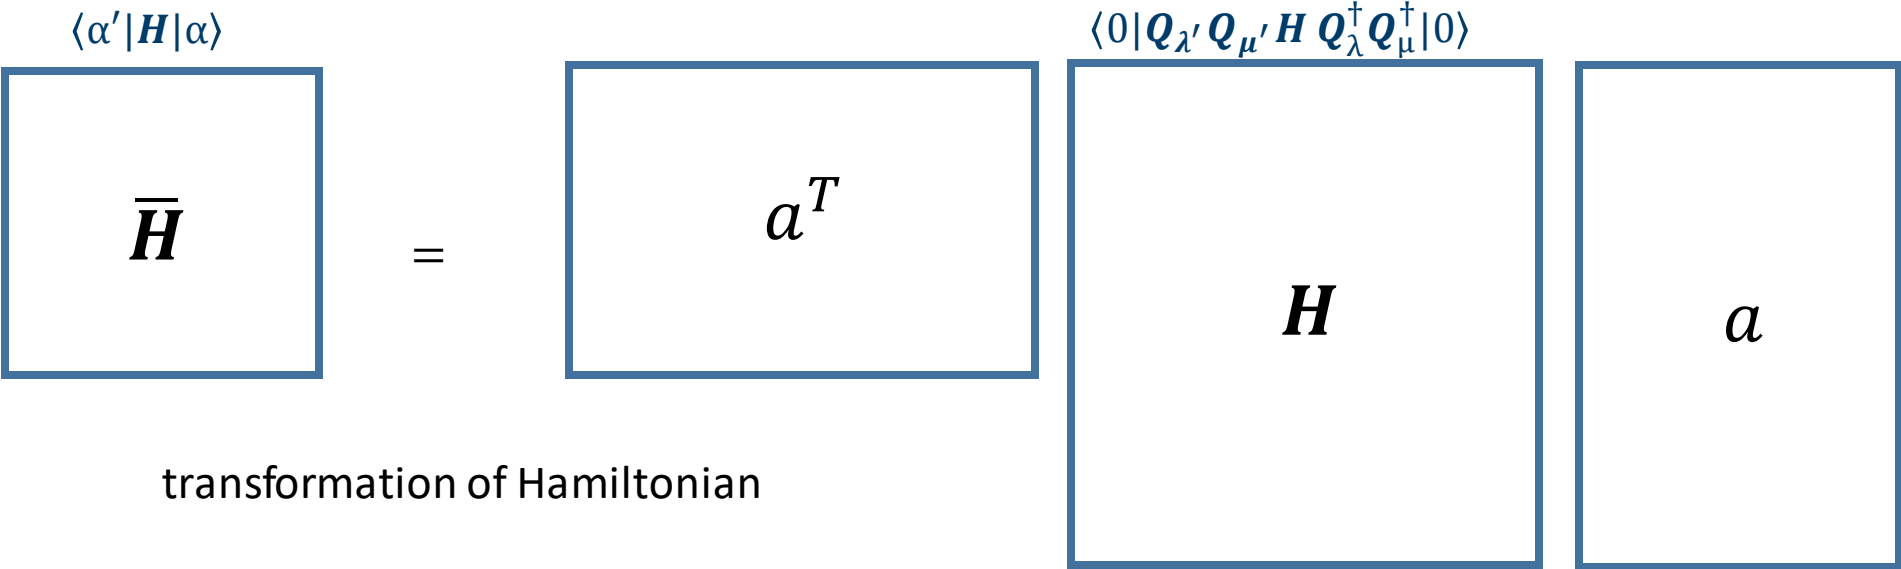 ⟨α′|H|α⟩
⟨0|Q_λ′ Q_μ′ H Q_λ^† Q_μ^†|0⟩
H̅
=
a^T
H
a
transformation of Hamiltonian